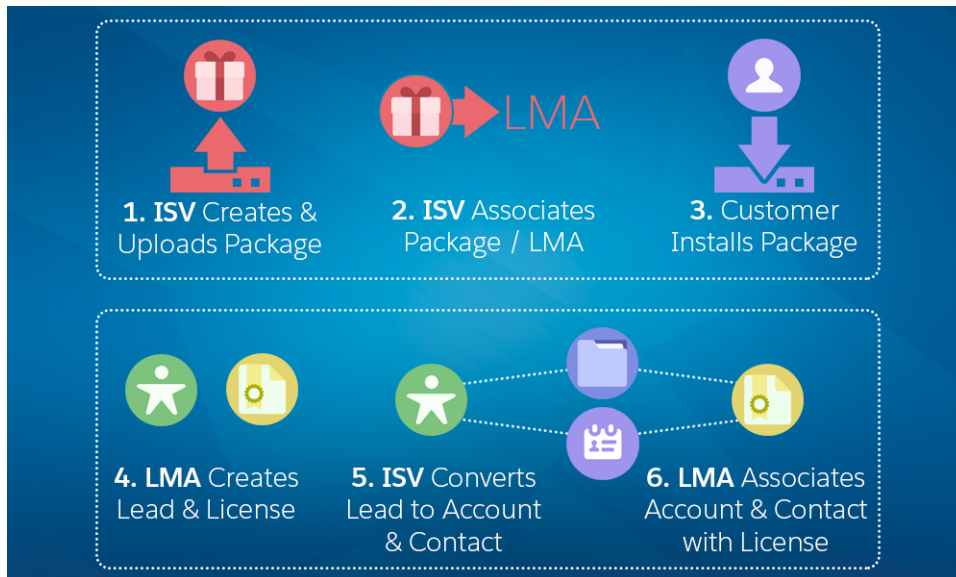 LMA
1. ISV Creates &
Uploads Package
2. ISV Associates
Package / LMA
3. Customer
Installs Package
4. LMA Creates
Lead & License
5. ISV Converts
Lead to Account
& Contact
6. LMA Associates
Account & Contact
with License